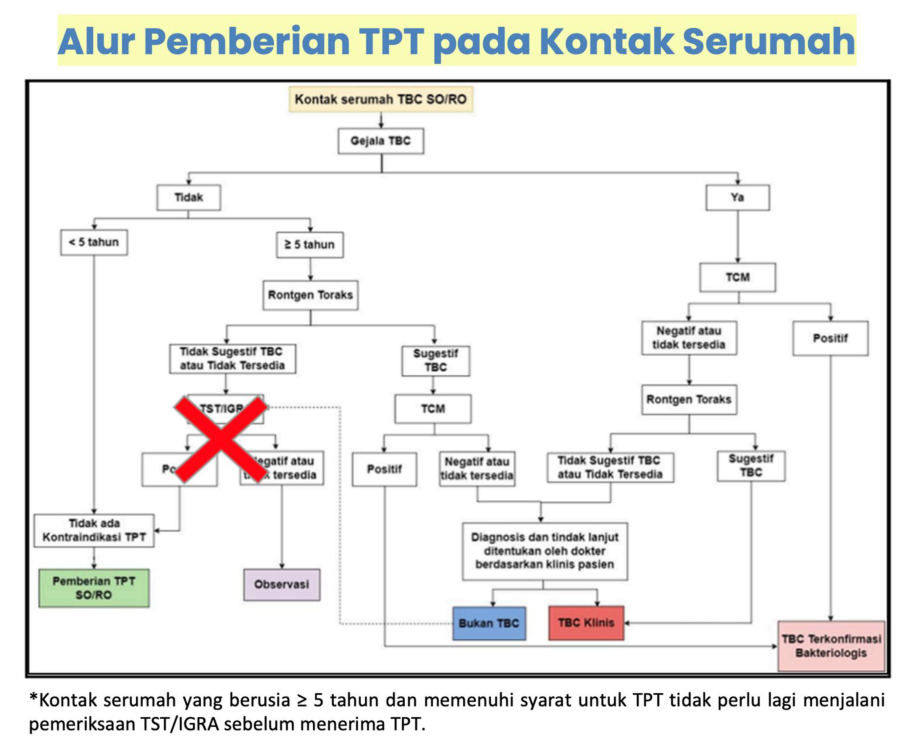 Alur Pemberian TPT pada Kontak Serumah
Kontak serumah TBC SO/RO
Gejala TBC
Tidak
Ya
< 5 tahun
≥ 5 tahun
TCM
Rontgen Toraks
Negatif atau
tidak tersedia
Positif
Tidak Sugestif TBC
atau Tidak Tersedia
Sugestif
TBC
Rontgen Toraks
TST/IGRA
TCM
Positif
Negatif atau
tidak tersedia
Tidak Sugestif TBC
atau Tidak Tersedia
Sugestif
TBC
egatif atau
tersedia
Tidak ada
Kontraindikasi TPT
Diagnosis dan tindak lanjut
ditentukan oleh dokter
berdasarkan klinis pasien
Pemberian TPT
SO/RO
Observasi
Bukan TBC
TBC Klinis
TBC Terkonfirmasi
Bakteriologis
*Kontak serumah yang berusia ≥ 5 tahun dan memenuhi syarat untuk TPT tidak perlu lagi menjalani
pemeriksaan TST/IGRA sebelum menerima TPT.